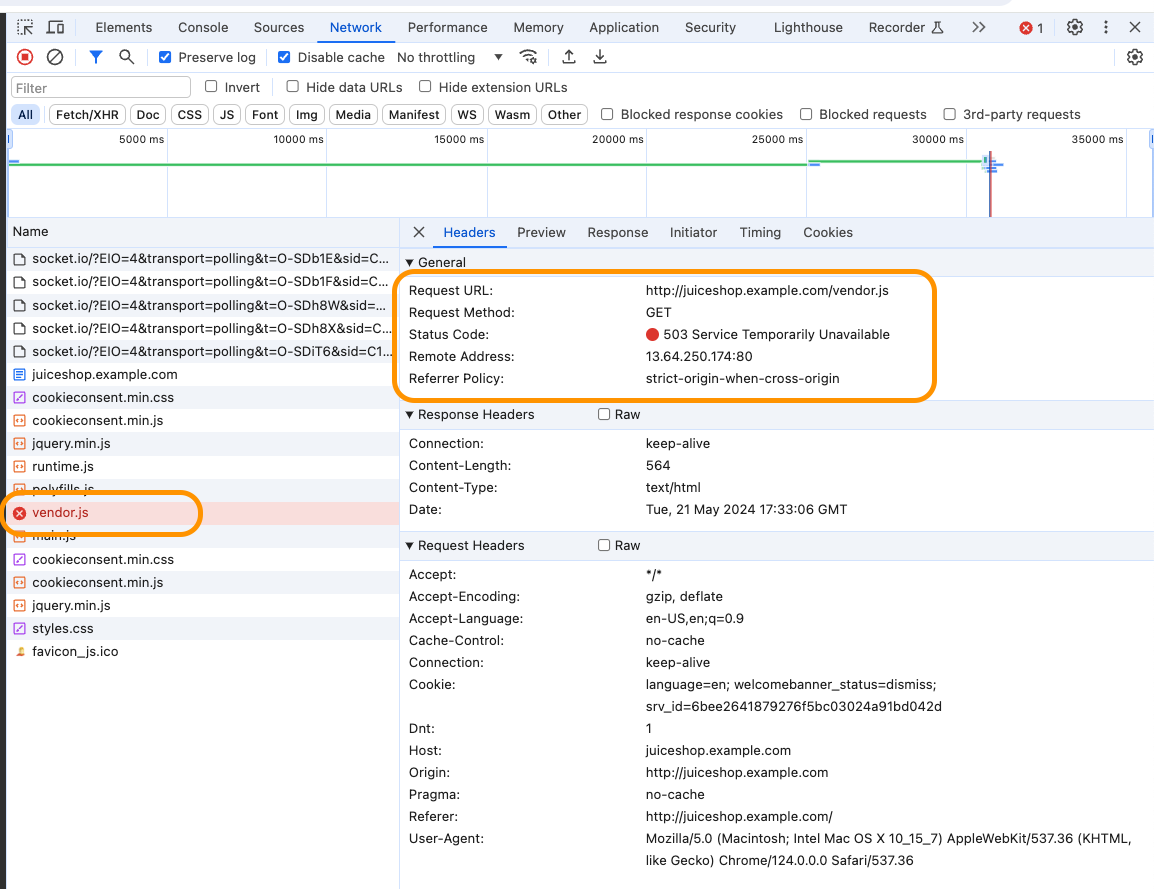 Elements Console Sources Network Performance Memory Application Security Lighthouse Recorder 1
Preserve log Disable cache No throttling
Filter Invert Hide data URLs Hide extension URLs
All Fetch/XHR Doc CSS JS Font Img Media Manifest WS Wasm Other Blocked response cookies Blocked requests 3rd-party requests
5000 ms 10000 ms 15000 ms 20000 ms 25000 ms 30000 ms 35000 ms
Name
socket.io/?EIO=4&transport=polling&t=O-SDb1E&sid=C...
socket.io/?EIO=4&transport=polling&t=O-SDb1F&sid=C...
socket.io/?EIO=4&transport=polling&t=O-SDh8W&sid=...
socket.io/?EIO=4&transport=polling&t=O-SDh8X&sid=C...
socket.io/?EIO=4&transport=polling&t=O-SDiT6&sid=C1...
juiceshop.example.com
cookieconsent.min.css
cookieconsent.min.js
jquery.min.js
runtime.js
polyfills.js
vendor.js
main.js
cookieconsent.min.css
cookieconsent.min.js
jquery.min.js
styles.css
favicon_js.ico
Headers Preview Response Initiator Timing Cookies
General
Request URL: http://juiceshop.example.com/vendor.js
Request Method: GET
Status Code: 503 Service Temporarily Unavailable
Remote Address: 13.64.250.174:80
Referrer Policy: strict-origin-when-cross-origin
Response Headers Raw
Connection: keep-alive
Content-Length: 564
Content-Type: text/html
Date: Tue, 21 May 2024 17:33:06 GMT
Request Headers Raw
Accept: */*
Accept-Encoding: gzip, deflate
Accept-Language: en-US,en;q=0.9
Cache-Control: no-cache
Connection: keep-alive
Cookie: language=en; welcomebanner_status=dismiss;
srv_id=6bee2641879276f5bc03024a91bd042d
Dnt: 1
Host: juiceshop.example.com
Origin: http://juiceshop.example.com
Pragma: no-cache
Referer: http://juiceshop.example.com/
User-Agent: Mozilla/5.0 (Macintosh; Intel Mac OS X 10_15_7) AppleWebKit/537.36 (KHTML,
like Gecko) Chrome/124.0.0.0 Safari/537.36